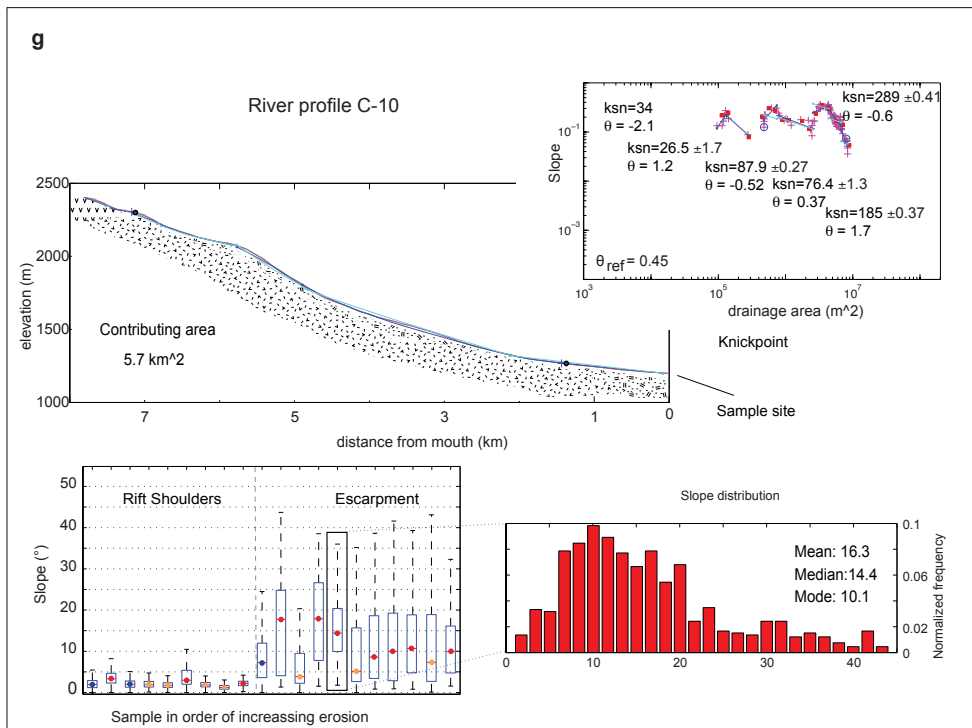 g
River profile C-10
ksn=34
θ = -2.1
ksn=26.5 ±1.7
θ = 1.2
ksn=87.9 ±0.27
θ = -0.52
ksn=76.4 ±1.3
θ = 0.37
ksn=185 ±0.37
θ = 1.7
ksn=289 ±0.41
θ = -0.6
θref = 0.45
Slope
10^-1
10^-3
10^3
10^5
10^7
drainage area (m^2)
2500
2000
1500
1000
elevation (m)
Contributing area
5.7 km^2
Knickpoint
Sample site
7
5
3
1
0
distance from mouth (km)
50
40
30
20
10
0
Slope (°)
Rift Shoulders
Escarpment
Sample in order of increassing erosion
Slope distribution
Mean: 16.3
Median:14.4
Mode: 10.1
0.1
0.06
0.02
0
Normalized frequency
0
10
20
30
40